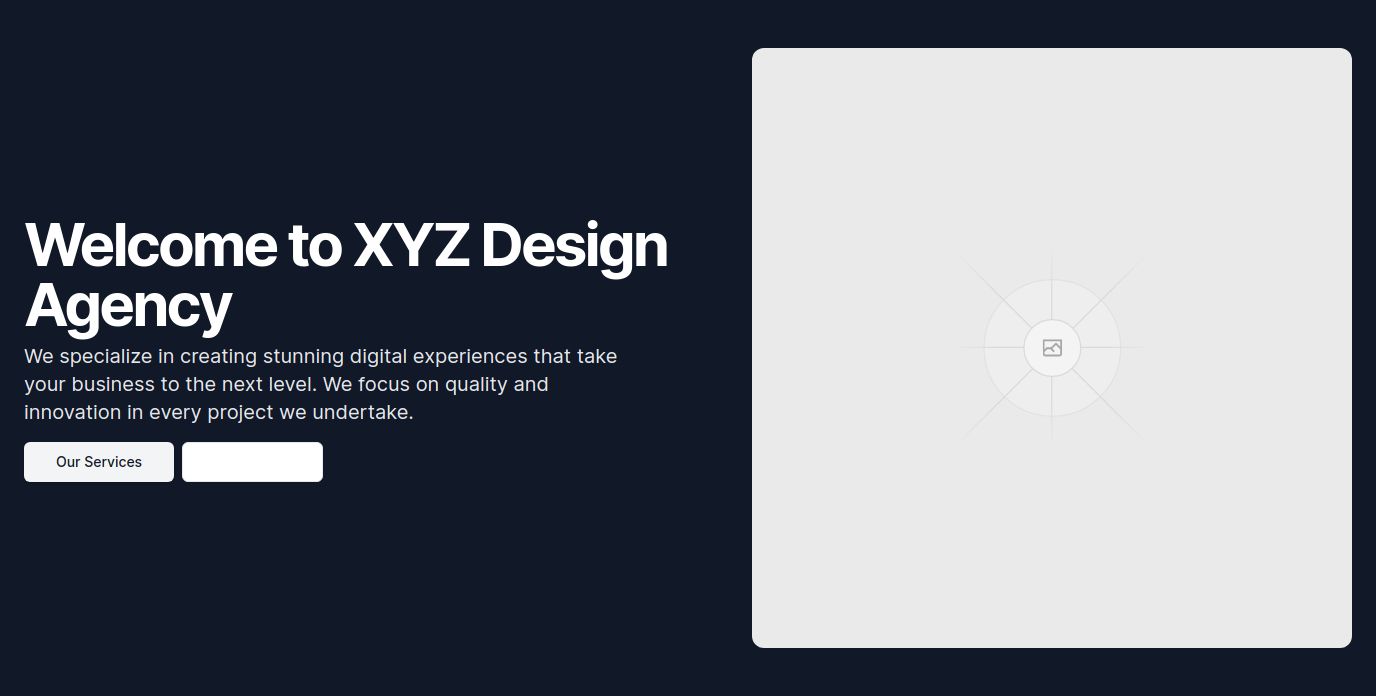 Welcome to XYZ Design
Agency
We specialize in creating stunning digital experiences that take
your business to the next level. We focus on quality and
innovation in every project we undertake.
Our Services